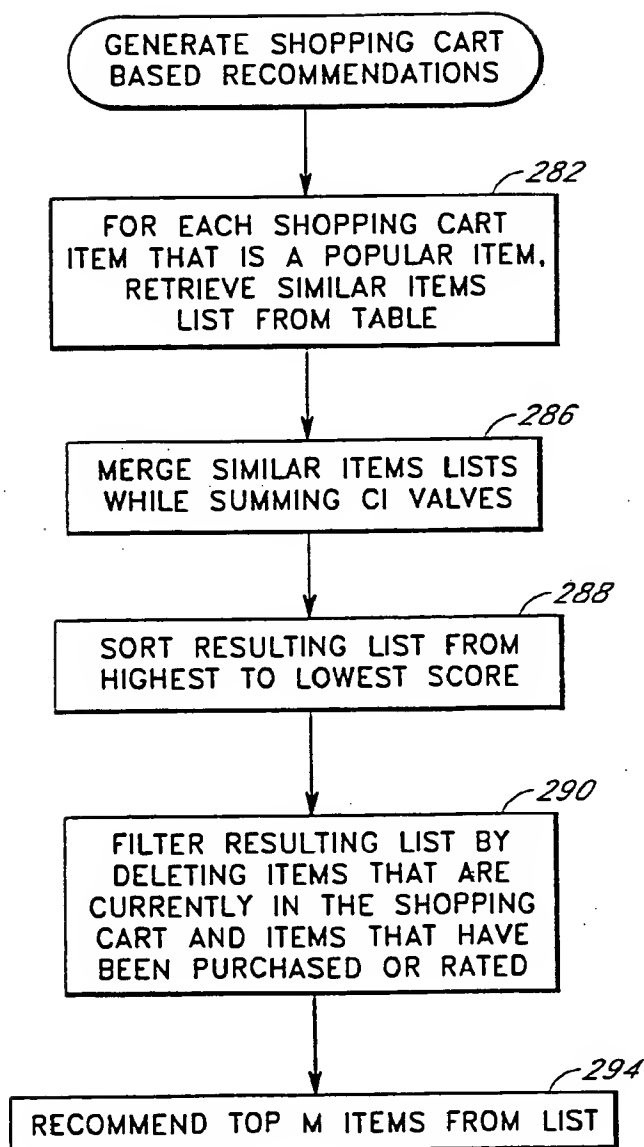 GENERATE SHOPPING CART
BASED RECOMMENDATIONS
282
FOR EACH SHOPPING CART
ITEM THAT IS A POPULAR ITEM,
RETRIEVE SIMILAR ITEMS
LIST FROM TABLE
286
MERGE SIMILAR ITEMS LISTS
WHILE SUMMING CI VALVES
288
SORT RESULTING LIST FROM
HIGHEST TO LOWEST SCORE
290
FILTER RESULTING LIST BY
DELETING ITEMS THAT ARE
CURRENTLY IN THE SHOPPING
CART AND ITEMS THAT HAVE
BEEN PURCHASED OR RATED
294
RECOMMEND TOP M ITEMS FROM LIST